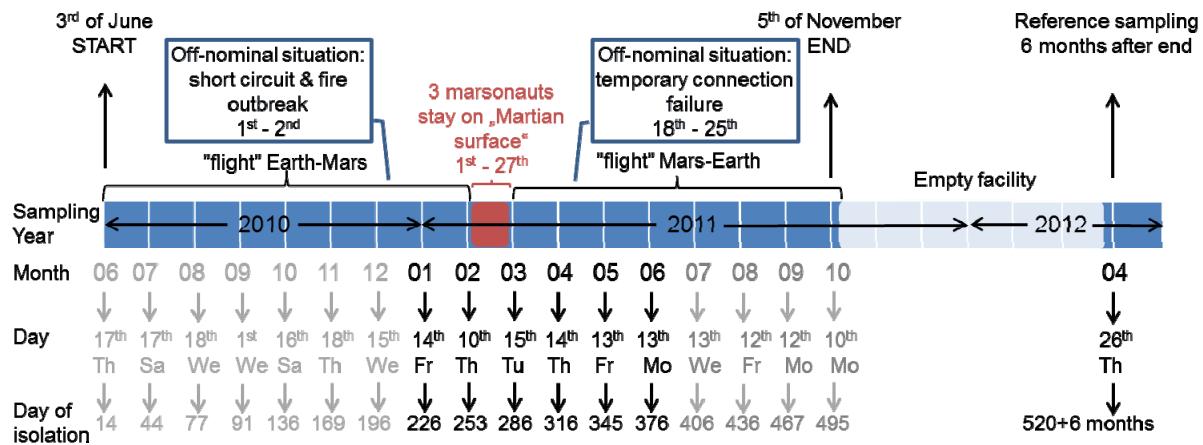 3rd of June
START
Off-nominal situation:
short circuit & fire
outbreak
1st - 2nd
3 marsonauts
stay on „Martian
surface“
1st - 27th
Off-nominal situation:
temporary connection
failure
18th - 25th
5th of November
END
Reference sampling
6 months after end
"flight" Earth-Mars
"flight" Mars-Earth
Empty facility
Sampling
Year
2010
2011
2012
Month 06 07 08 09 10 11 12 01 02 03 04 05 06 07 08 09 10 04
Day 17th 17th 18th 1st 16th 18th 15th 14th 10th 15th 14th 13th 13th 13th 12th 12th 10th 26th
Th Sa We We Sa Th We Fr Th Tu Th Fr Mo We Fr Mo Mo Th
Day of
isolation 14 44 77 91 136 169 196 226 253 286 316 345 376 406 436 467 495 520+6 months